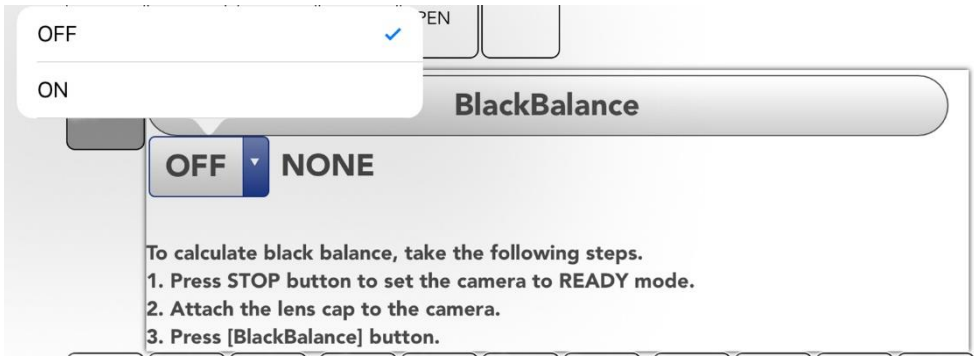 OFF
ON
BlackBalance
OFF NONE
To calculate black balance, take the following steps.
1. Press STOP button to set the camera to READY mode.
2. Attach the lens cap to the camera.
3. Press [BlackBalance] button.